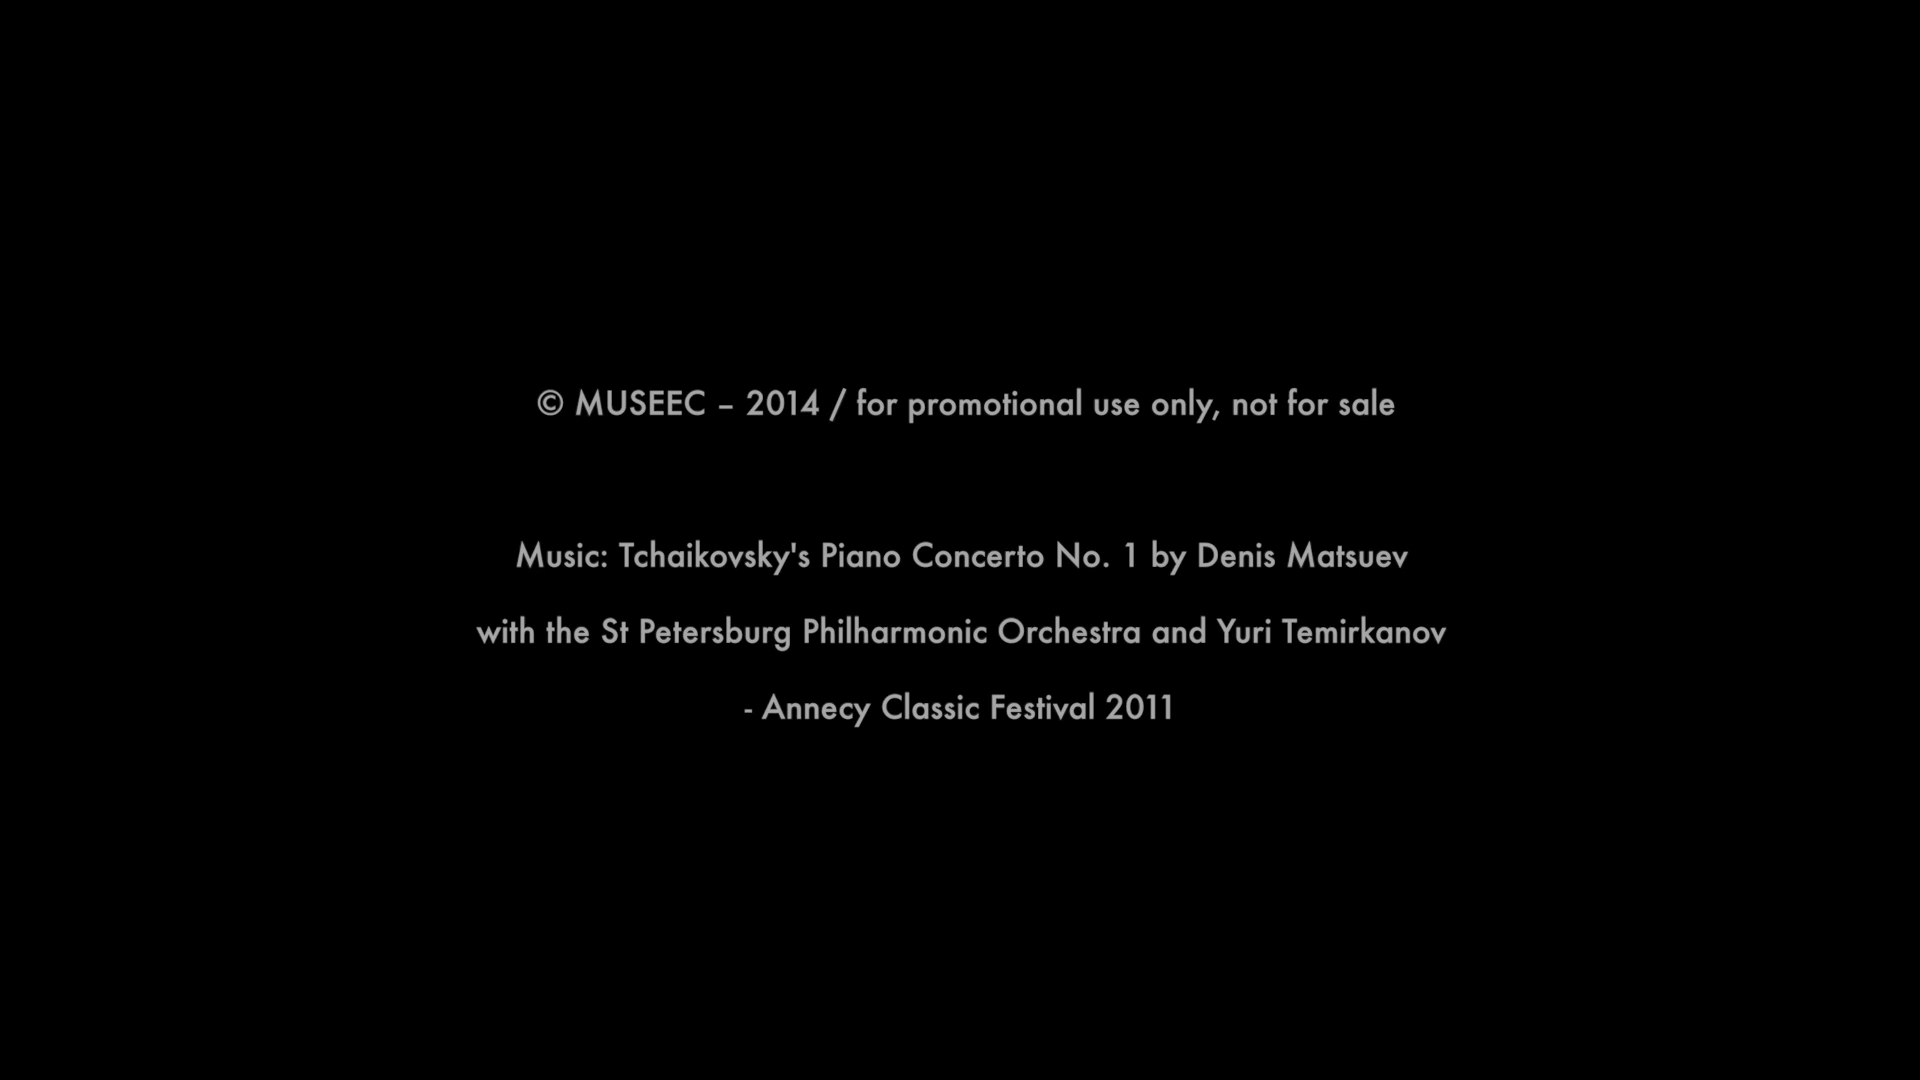 © MUSEEC – 2014 / for promotional use only, not for sale
Music: Tchaikovsky's Piano Concerto No. 1 by Denis Matsuev
with the St Petersburg Philharmonic Orchestra and Yuri Temirkanov
- Annecy Classic Festival 2011